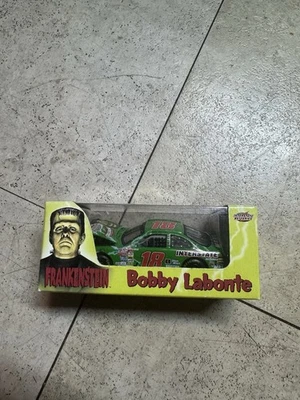 FRANKENSTEIN
Bobby Labonte
18
INTERSTATE